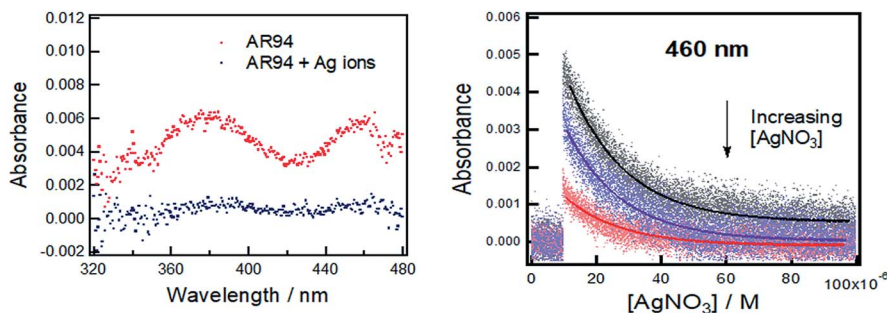 0.012
0.010
0.008
0.006
0.004
0.002
0.000
-0.002
Absorbance
AR94
AR94 + Ag ions
320
360
400
440
480
Wavelength / nm
0.006
0.005
0.004
0.003
0.002
0.001
0.000
Absorbance
460 nm
Increasing
[AgNO₃]
0
20
40
60
80
100x10⁻⁶
[AgNO₃] / M